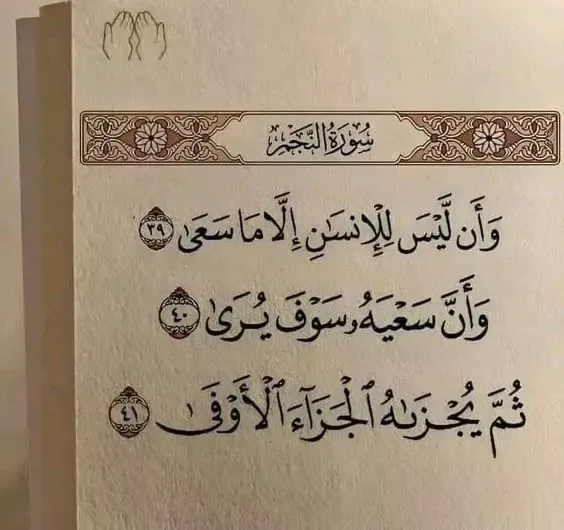 سُورَةُ النَّجْمِ
وَأَن لَّيْسَ لِلْإِنسَٰنِ إِلَّا مَا سَعَىٰ ٣٩
وَأَنَّ سَعْيَهُۥ سَوْفَ يُرَىٰ ٤٠
ثُمَّ يُجْزَىٰهُ ٱلْجَزَآءَ ٱلْأَوْفَىٰ ٤١